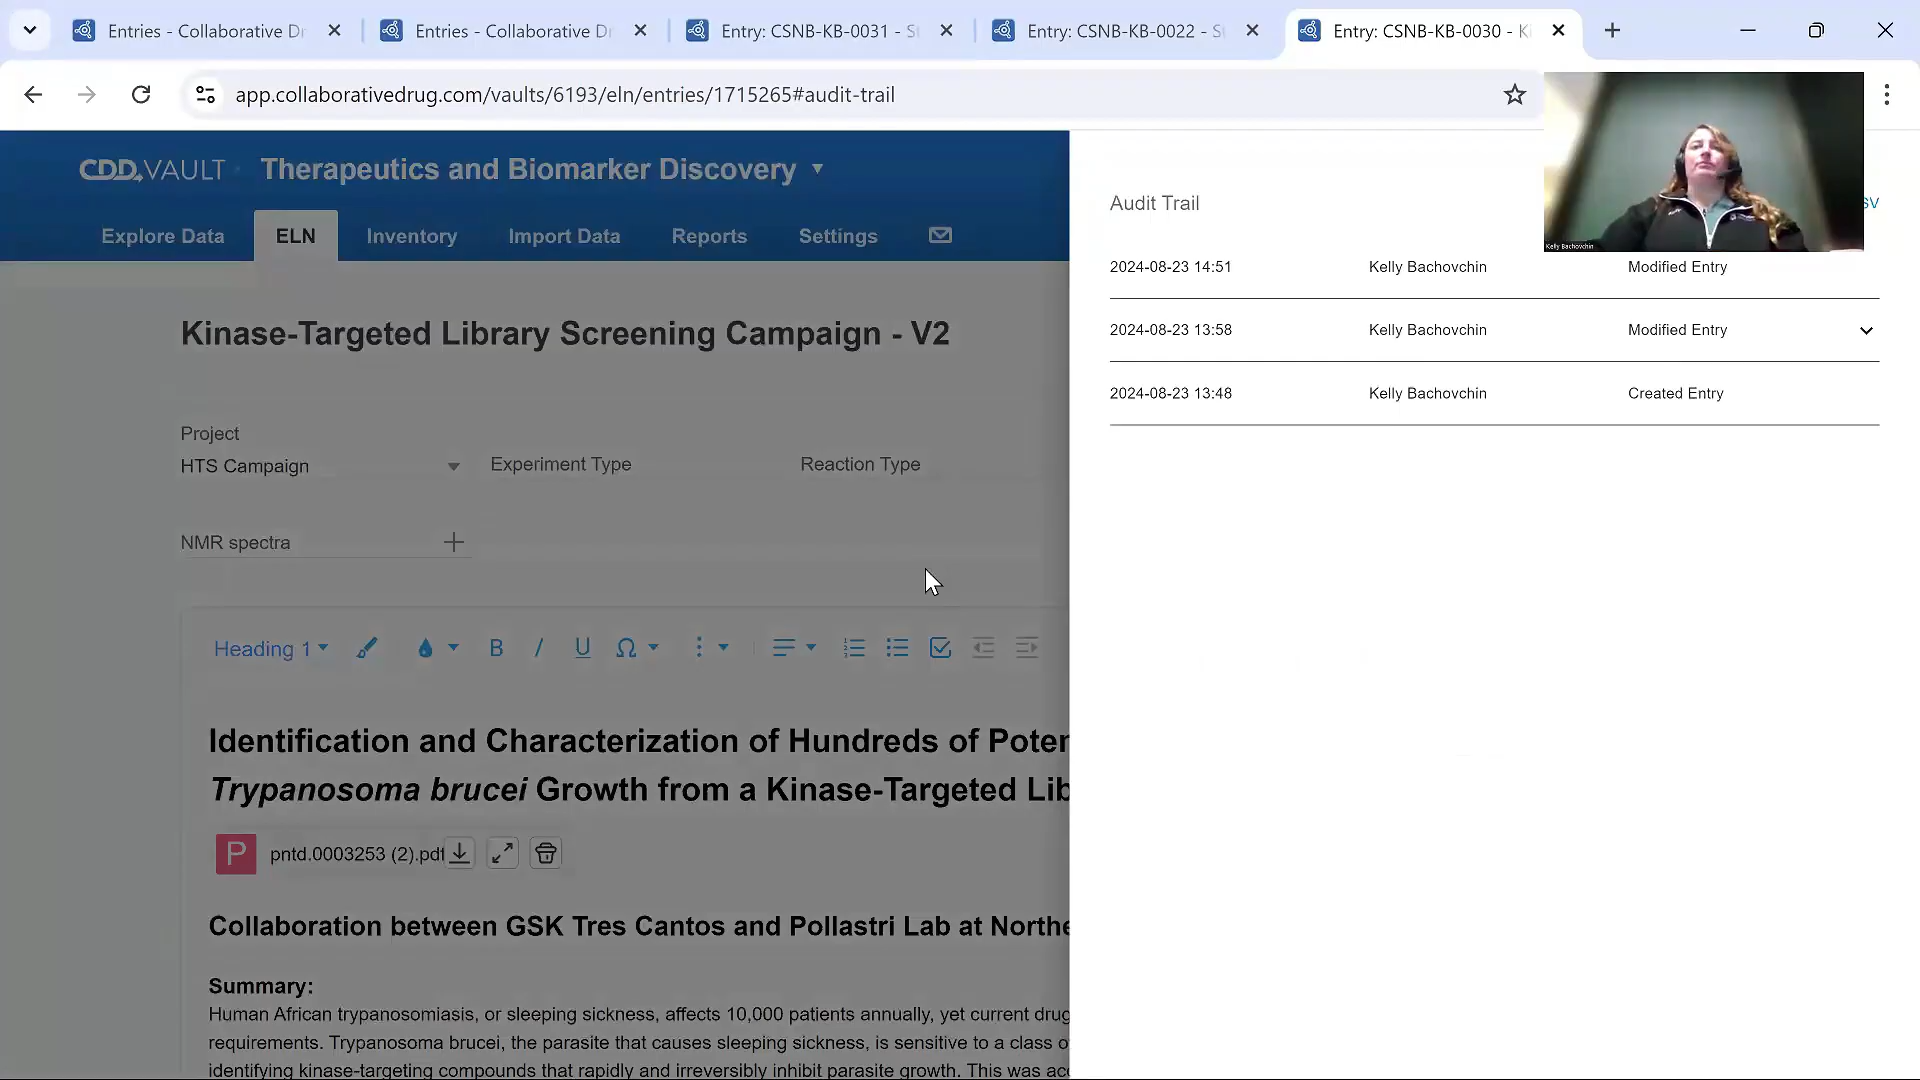 Entries - Collaborative Dr
Entries - Collaborative D
Entry: CSNB-KB-0031 - S
Entry: CSNB-KB-0022 - S
Entry: CSNB-KB-0030 - K
app.collaborativedrug.com/vaults/6193/eln/entries/1715265#audit-trail
CDD VAULT
Therapeutics and Biomarker Discovery
Explore Data
ELN
Inventory
Import Data
Reports
Settings
Kinase-Targeted Library Screening Campaign - V2
Project
HTS Campaign
Experiment Type
Reaction Type
NMR spectra
Heading 1
B
I
U
Ω
Identification and Characterization of Hundreds of Poten
Trypanosoma brucei Growth from a Kinase-Targeted Lib
P
pntd.0003253 (2).pdf
Collaboration between GSK Tres Cantos and Pollastri Lab at Northe
Summary:
Human African trypanosomiasis, or sleeping sickness, affects 10,000 patients annually, yet current drug
requirements. Trypanosoma brucei, the parasite that causes sleeping sickness, is sensitive to a class o
identifying kinase-targeting compounds that rapidly and irreversibly inhibit parasite growth. This was acc
Audit Trail
SV
Kelly Bachovchin
2024-08-23 14:51 Kelly Bachovchin Modified Entry
2024-08-23 13:58 Kelly Bachovchin Modified Entry
2024-08-23 13:48 Kelly Bachovchin Created Entry